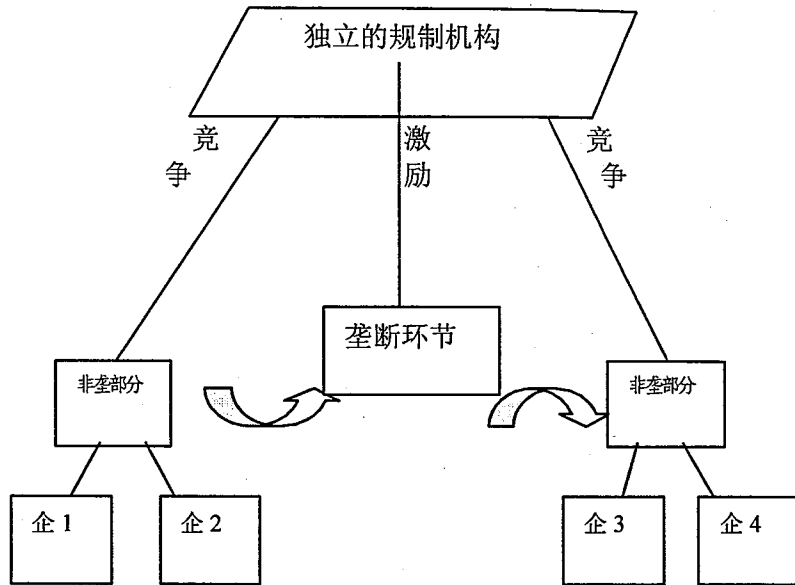 独立的规制机构
竞争
激励
竞争
垄断环节
非垄部分
非垄部分
企 1
企 2
企 3
企 4